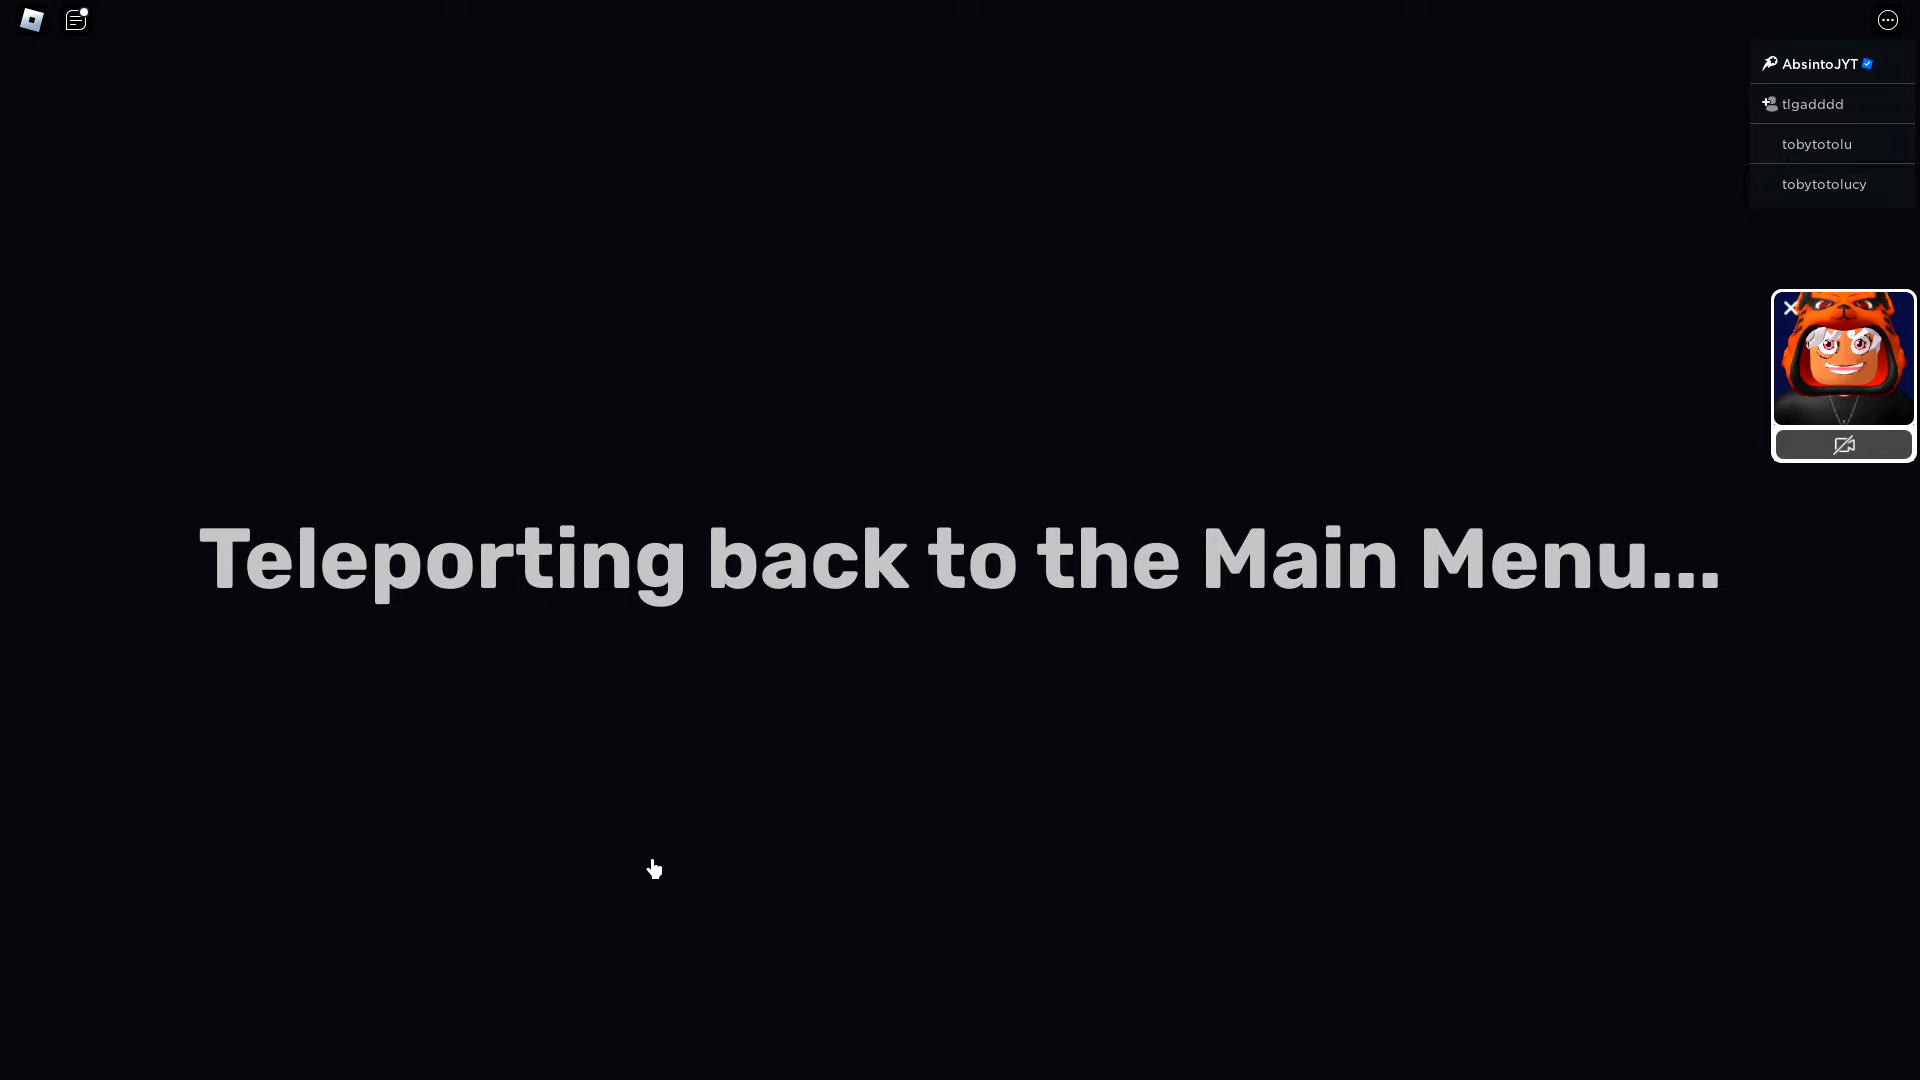 AbsintoJYT
tlgadddd
tobytotolu
tobytotolucy
Teleporting back to the Main Menu...